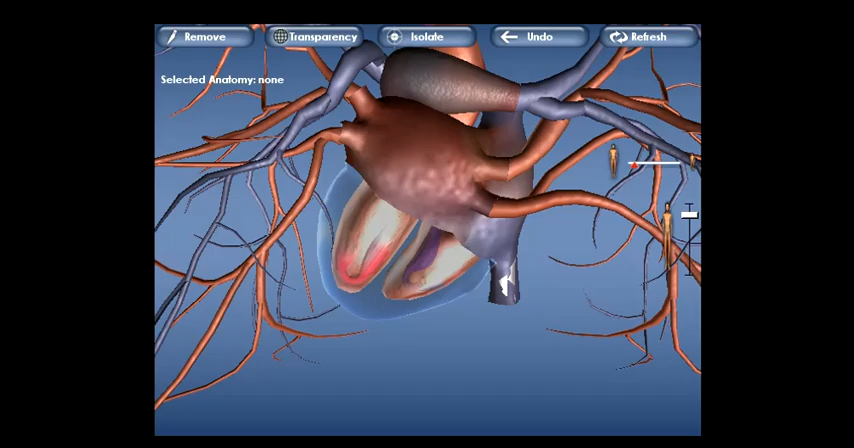 Remove
Transparency
Isolate
Undo
Refresh
Selected Anatomy: none